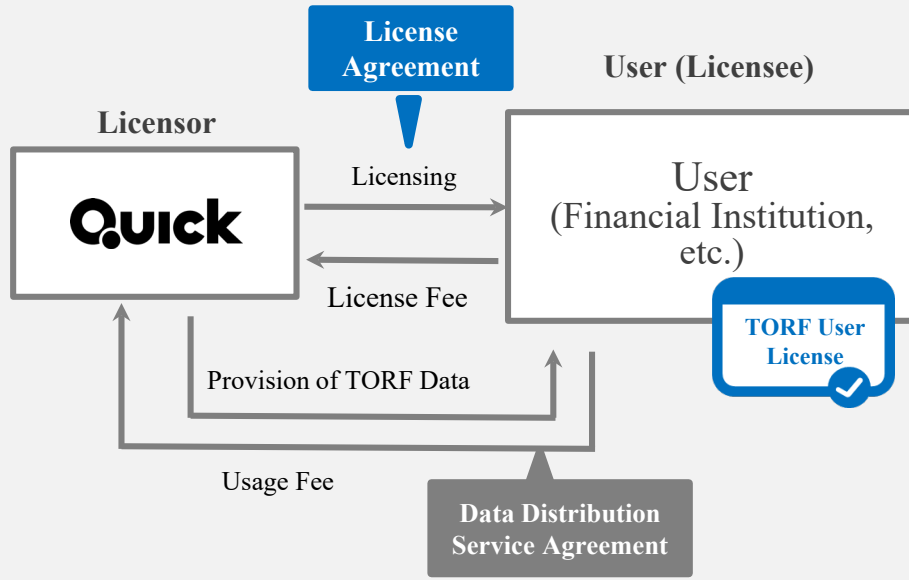 License
Agreement
User (Licensee)
Licensor
Quick
Licensing
User
(Financial Institution,
etc.)
License Fee
TORF User
License
Provision of TORF Data
Usage Fee
Data Distribution
Service Agreement